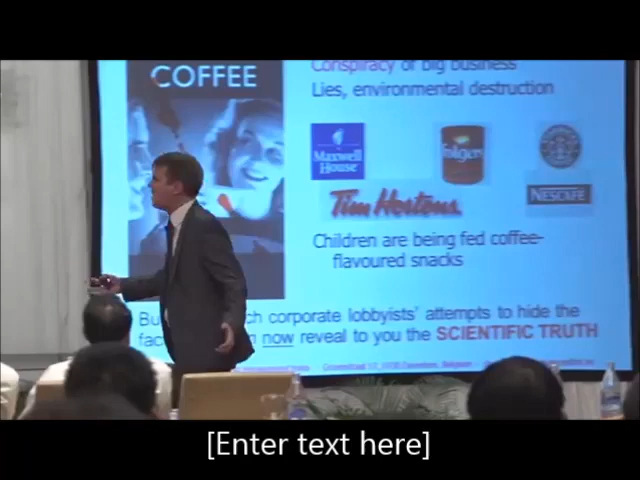 COFFEE
Conspiracy of big business
Lies, environmental destruction
Maxwell
House
Folgers
Tim Hortons.
NESCAFÉ
Children are being fed coffee-
flavoured snacks
corporate lobbyists' attempts to hide the
now reveal to you the SCIENTIFIC TRUTH
[Enter text here]